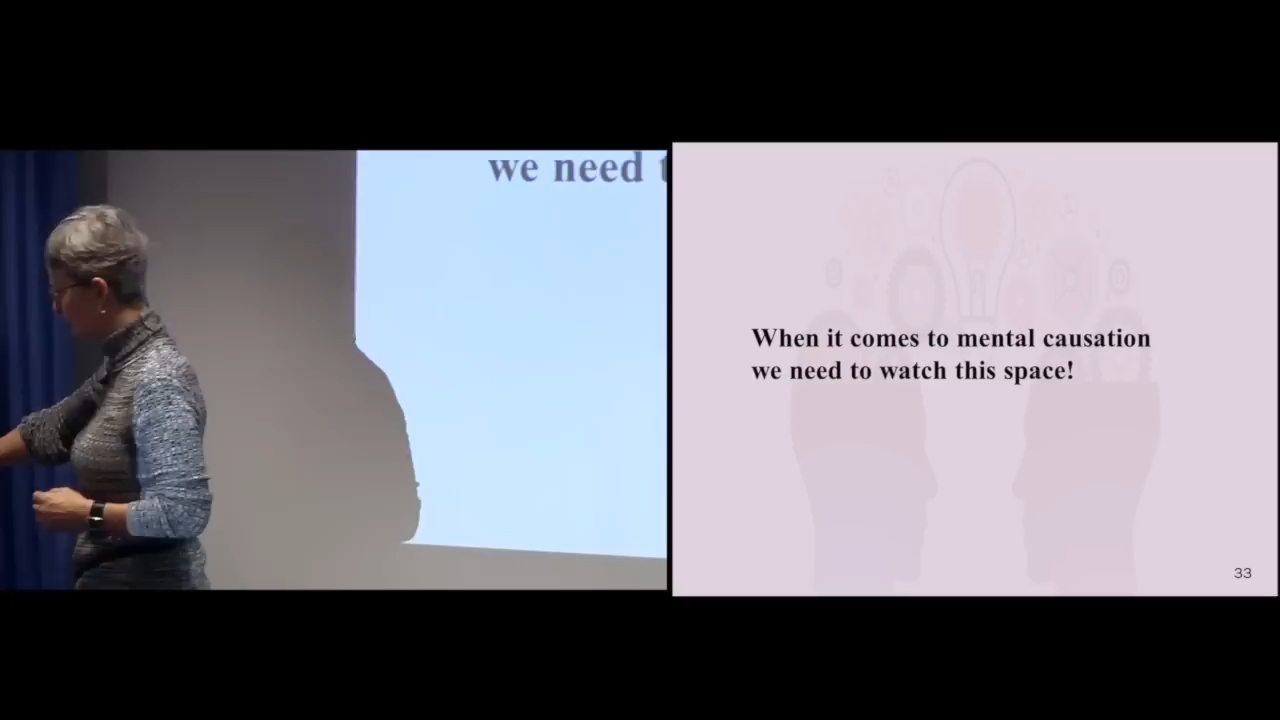 we need t
When it comes to mental causation
we need to watch this space!
33